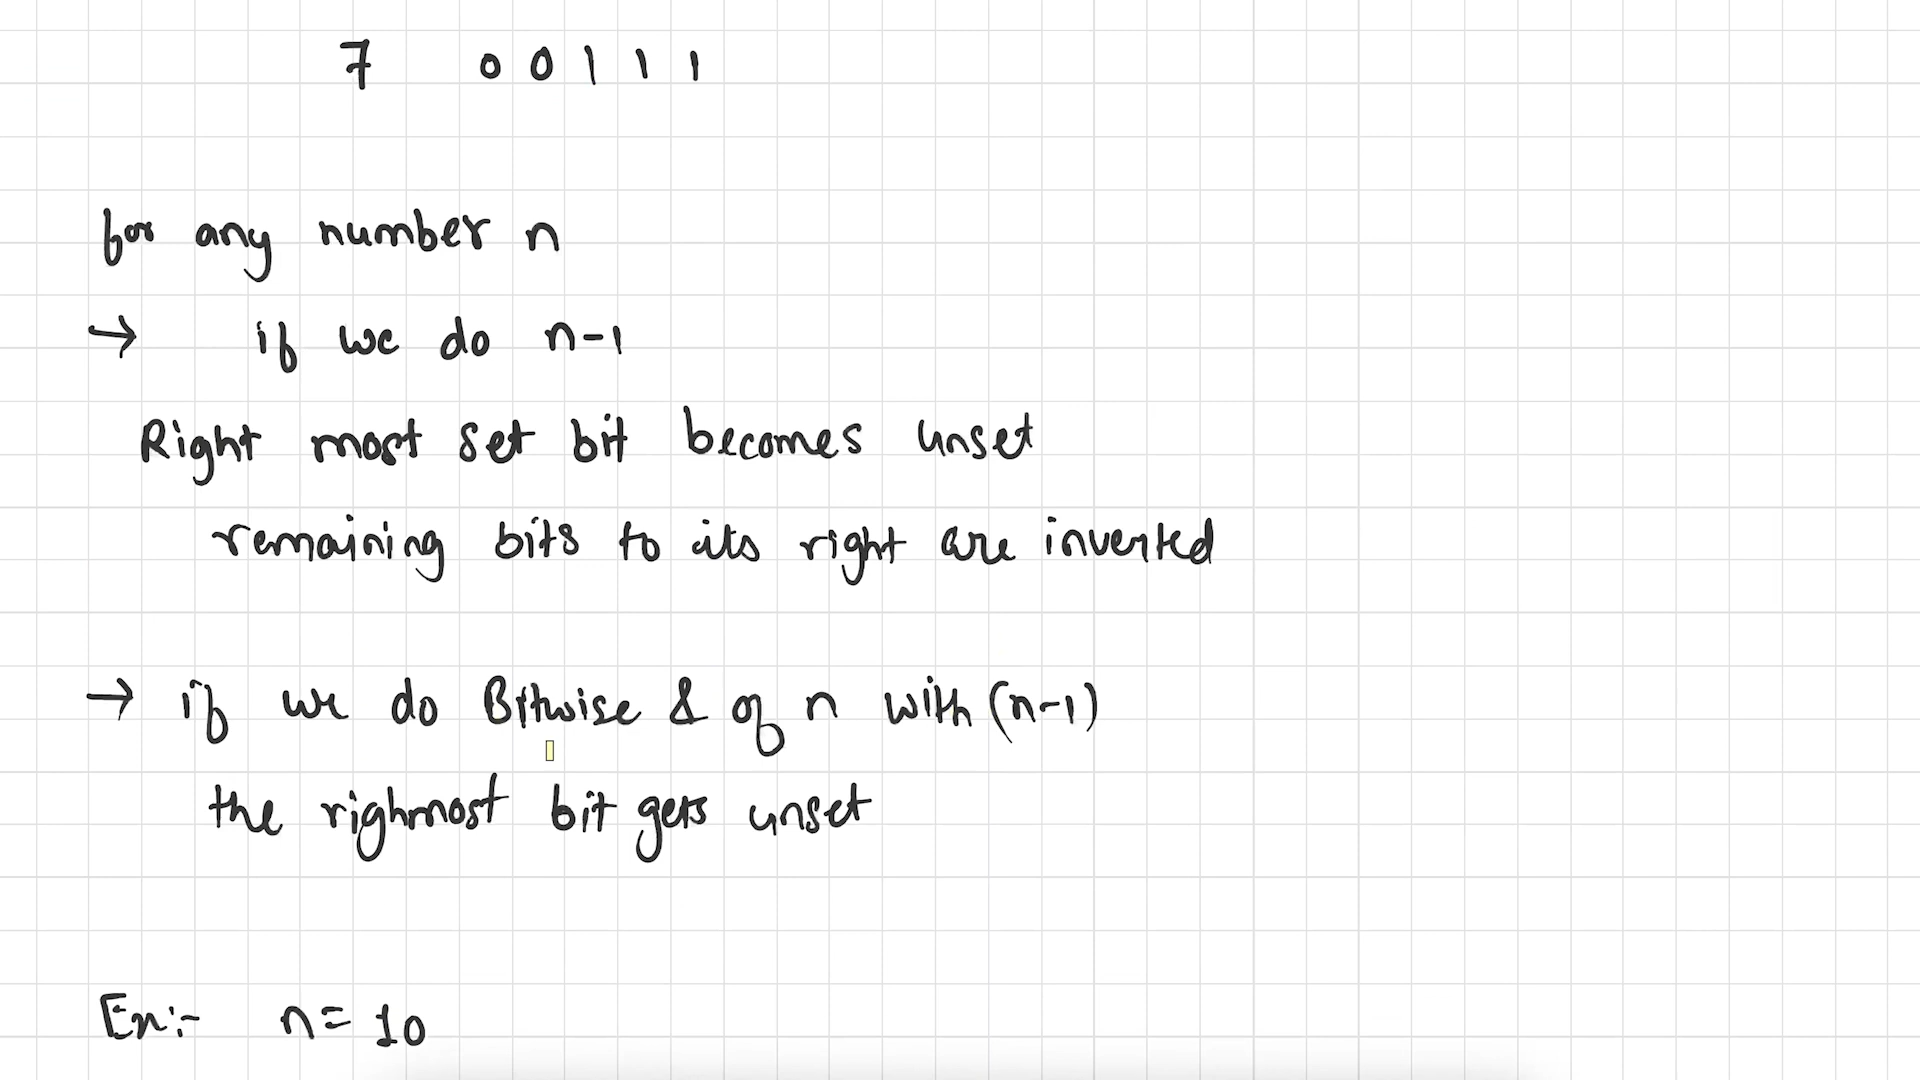 7 0 0 1 1 1
for any number n
→ if we do n-1
Right most set bit becomes unset
remaining bits to its right are inverted
→ if we do Bitwise & of n with (n-1)
the righmost bit gets unset
Ex:- n= 10